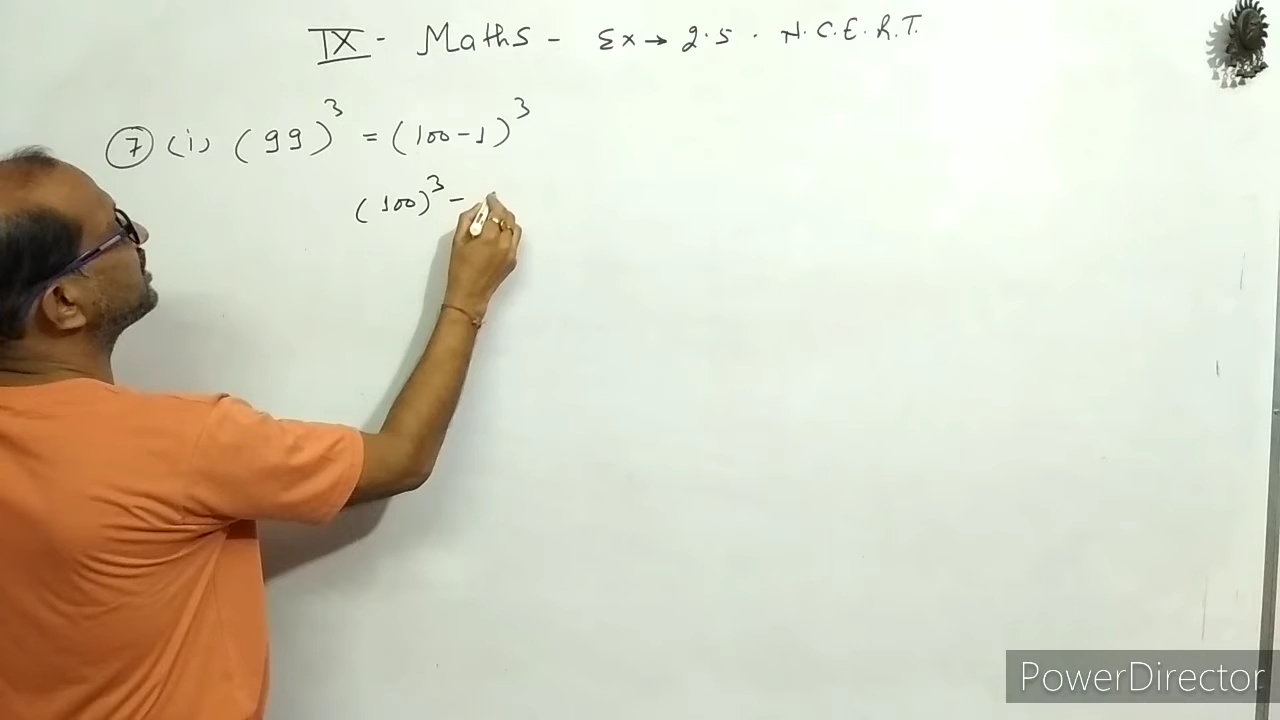 IX - Maths - Ex → 2.5 . N.C.E.R.T.
7 (i) (99)³ = (100-1)³
(100)³ -
PowerDirector